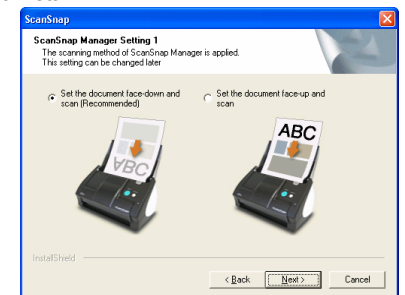 ScanSnap
ScanSnap Manager Setting 1
The scanning method of ScanSnap Manager is applied.
This setting can be changed later
Set the document face-down and
scan (Recommended)
Set the document face-up and
scan
ABC
ABC
InstallShield
< Back
Next >
Cancel